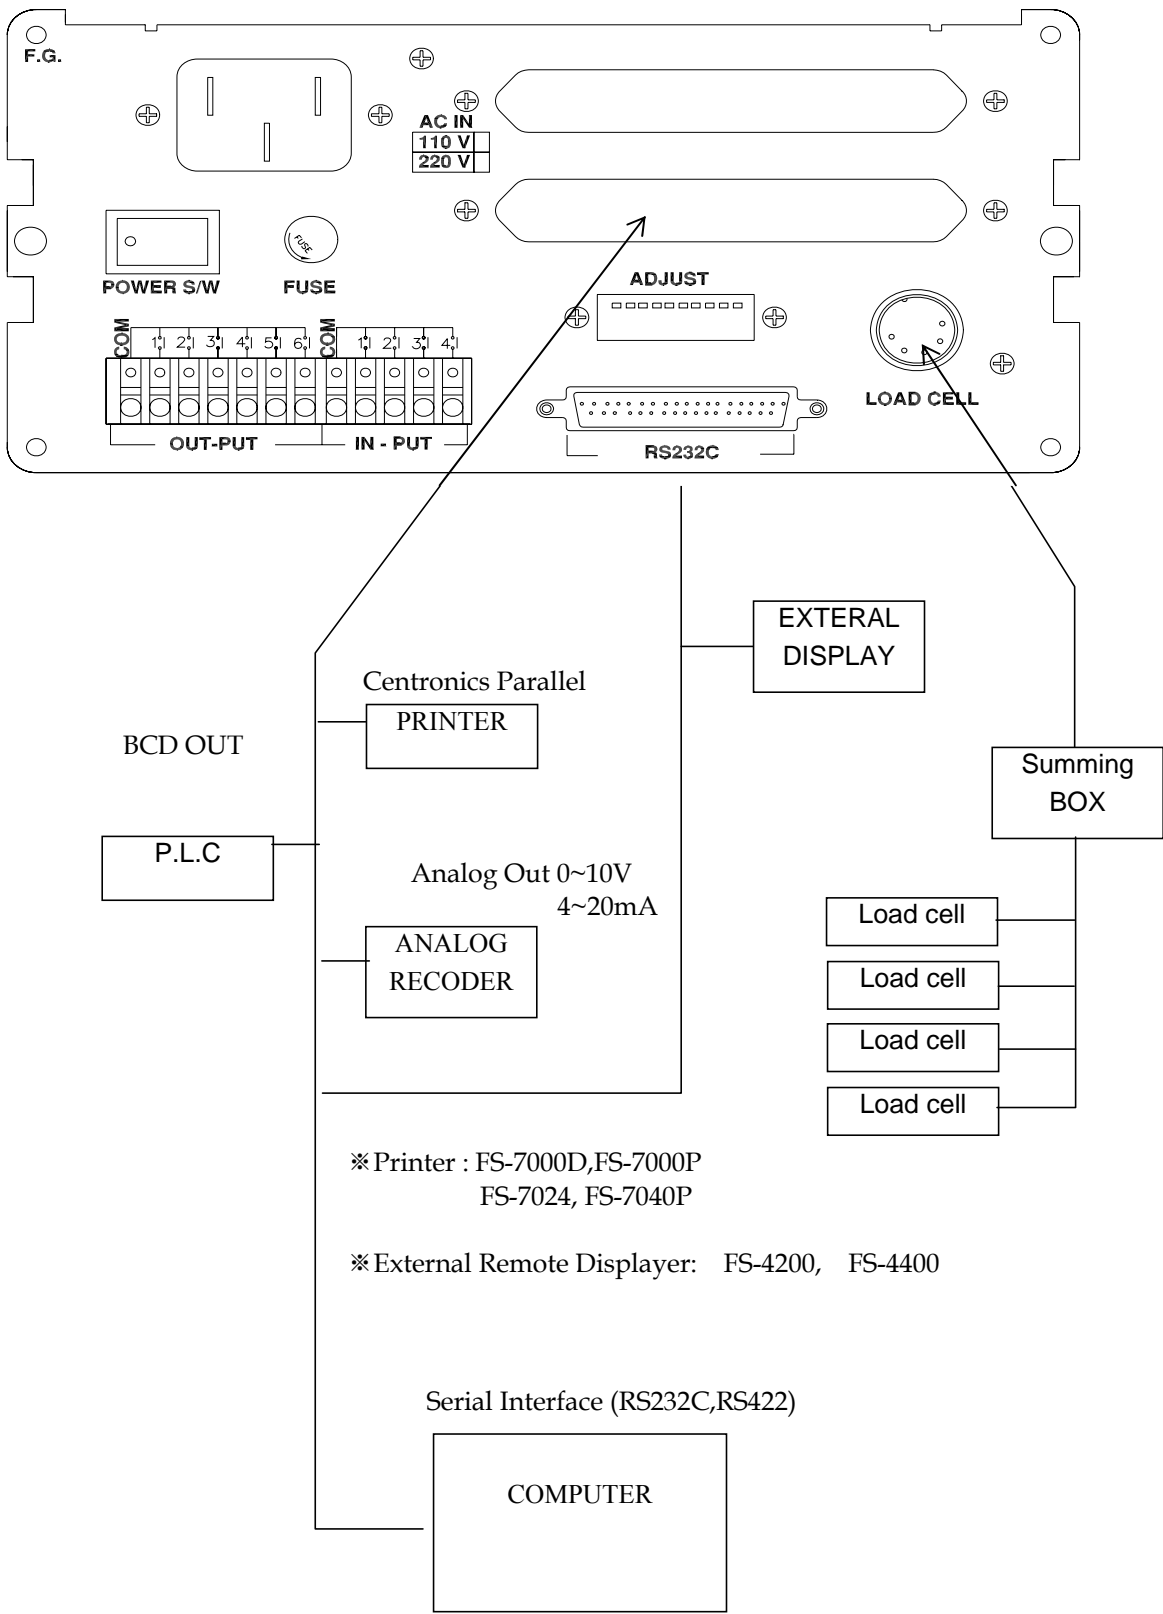 F.G.
AC IN
110 V
220 V
POWER S/W
FUSE
FUSE
ADJUST
COM 1 2 3 4 5 6 COM 1 2 3 4
LOAD CELL
OUT-PUT IN - PUT
RS232C
EXTERAL
DISPLAY
Centronics Parallel
PRINTER
BCD OUT
Summing
BOX
P.L.C
Analog Out 0~10V
4~20mA
ANALOG
RECODER
Load cell
Load cell
Load cell
Load cell
※Printer : FS-7000D,FS-7000P
FS-7024, FS-7040P
※External Remote Displayer: FS-4200, FS-4400
Serial Interface (RS232C,RS422)
COMPUTER